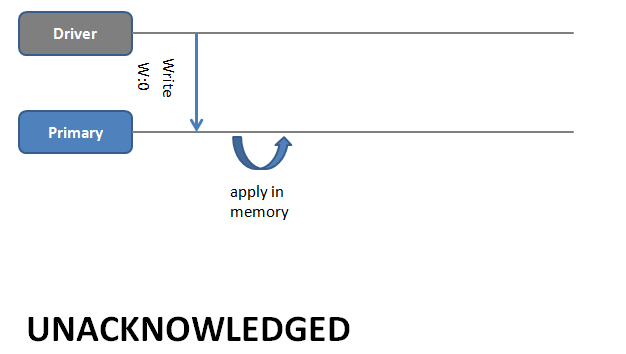 Driver
Write
W:0
Primary
apply in
memory
UNACKNOWLEDGED